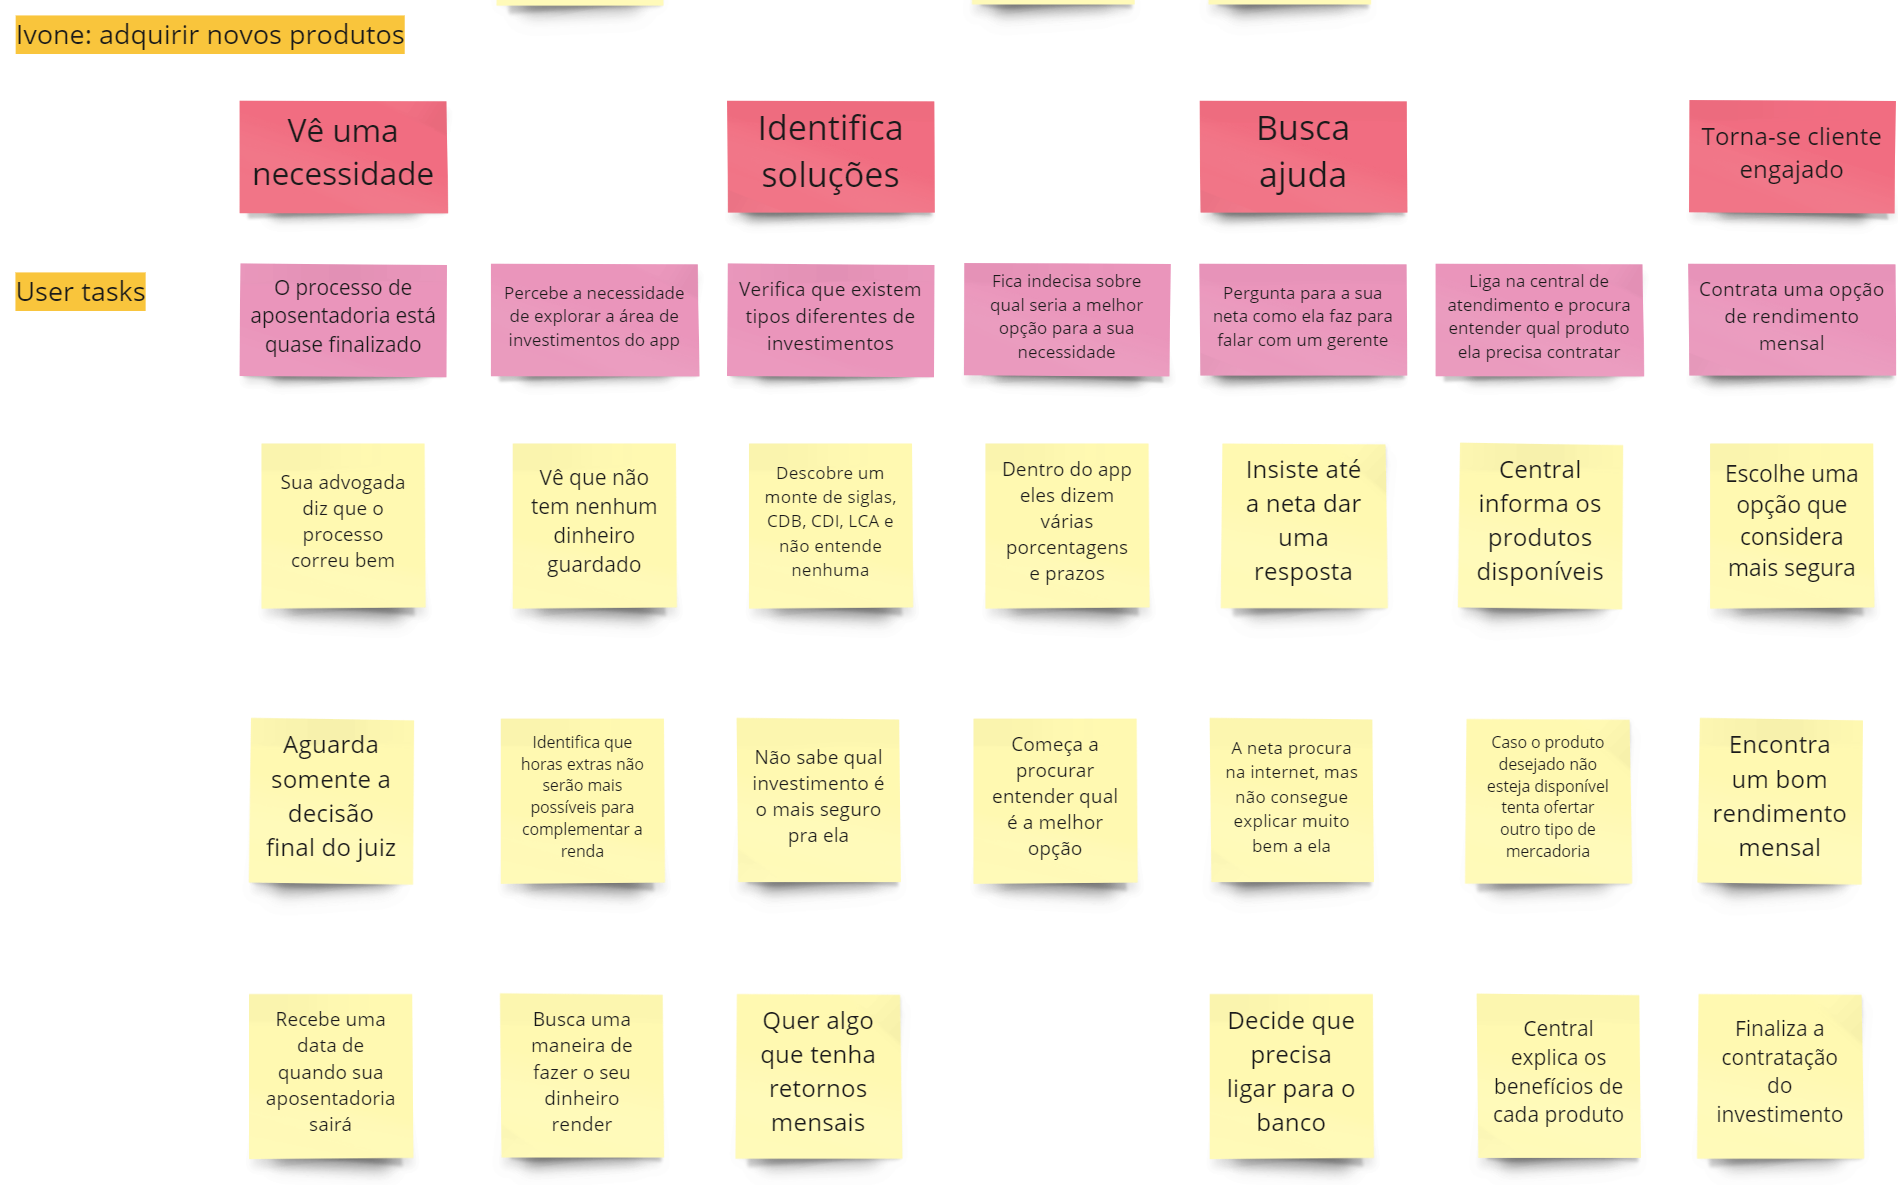 Ivone: adquirir novos produtos
Vê uma
necessidade
Identifica
soluções
Busca
ajuda
Torna-se cliente
engajado
User tasks
O processo de
aposentadoria está
quase finalizado
Percebe a necessidade
de explorar a área de
investimentos do app
Verifica que existem
tipos diferentes de
investimentos
Fica indecisa sobre
qual seria a melhor
opção para a sua
necessidade
Pergunta para a sua
neta como ela faz para
falar com um gerente
Liga na central de
atendimento e procura
entender qual produto
ela precisa contratar
Contrata uma opção
de rendimento
mensal
Sua advogada
diz que o
processo
correu bem
Vê que não
tem nenhum
dinheiro
guardado
Descobre um
monte de siglas,
CDB, CDI, LCA e
não entende
nenhuma
Dentro do app
eles dizem
várias
porcentagens
e prazos
Insiste até
a neta dar
uma
resposta
Central
informa os
produtos
disponíveis
Escolhe uma
opção que
considera
mais segura
Aguarda
somente a
decisão
final do juiz
Identifica que
horas extras não
serão mais
possíveis para
complementar a
renda
Não sabe qual
investimento é
o mais seguro
pra ela
Começa a
procurar
entender qual
é a melhor
opção
A neta procura
na internet, mas
não consegue
explicar muito
bem a ela
Caso o produto
desejado não
esteja disponível
tenta ofertar
outro tipo de
mercadoria
Encontra
um bom
rendimento
mensal
Recebe uma
data de
quando sua
aposentadoria
sairá
Busca uma
maneira de
fazer o seu
dinheiro
render
Quer algo
que tenha
retornos
mensais
Decide que
precisa
ligar para o
banco
Central
explica os
benefícios de
cada produto
Finaliza a
contratação
do
investimento